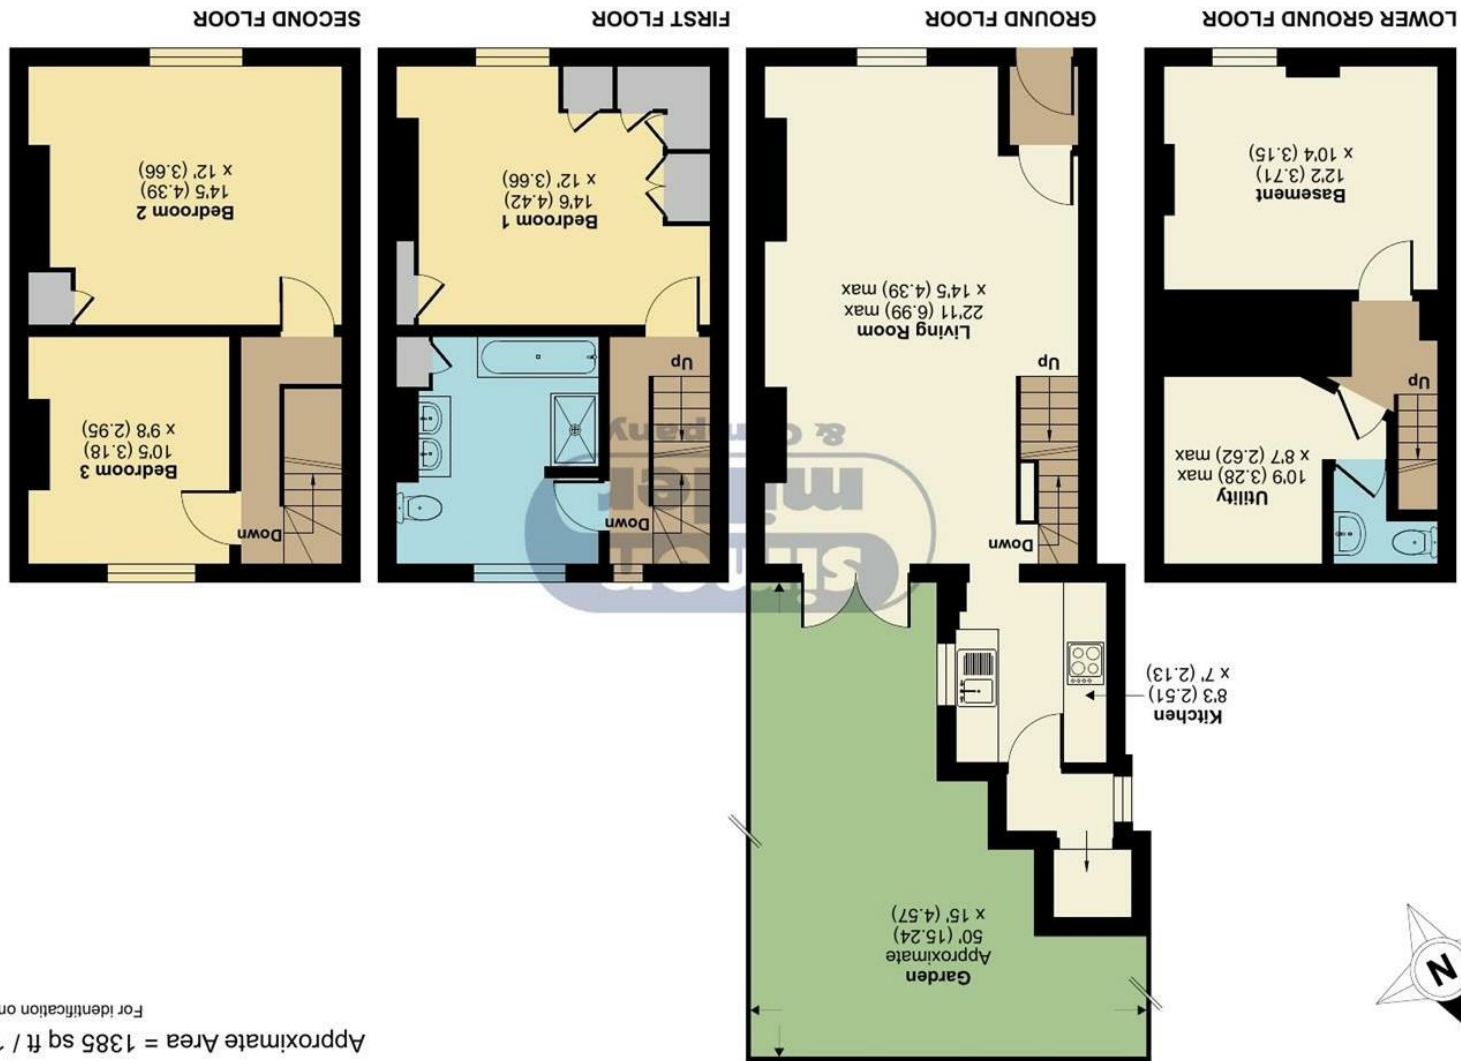 Approximate Area = 1385 sq ft / 1
For identification on
N
Garden
Approximate
50' (15.24)
x 15' (4.57)
Kitchen
8'3 (2.51)
x 7' (2.13)
Utility
10'9 (3.28) max
x 8'7 (2.62) max
Up
Basement
12'2 (3.71)
x 10'4 (3.15)
LOWER GROUND FLOOR
Down
Up
Living Room
22'11 (6.99) max
x 14'5 (4.39) max
GROUND FLOOR
Down
Up
Bedroom 1
14'6 (4.42)
x 12' (3.66)
FIRST FLOOR
Down
Bedroom 3
10'5 (3.18)
x 9'8 (2.95)
Bedroom 2
14'5 (4.39)
x 12' (3.66)
SECOND FLOOR
simon
miller
& company